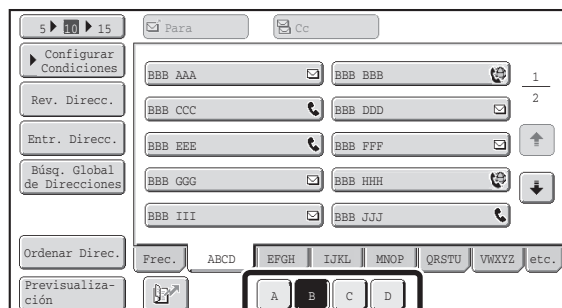 5 10 15
Para
Cc
Configurar
Condiciones
Rev. Direcc.
Entr. Direcc.
Búsq. Global
de Direcciones
Ordenar Direc.
Previsualiza-
ción
BBB AAA
BBB BBB
BBB CCC
BBB DDD
BBB EEE
BBB FFF
BBB GGG
BBB HHH
BBB III
BBB JJJ
1
2
Frec.
ABCD
EFGH
IJKL
MNOP
QRSTU
VWXYZ
etc.
A
B
C
D